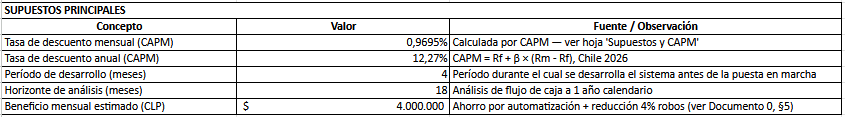 SUPUESTOS PRINCIPALES
Concepto Valor Fuente / Observación
Tasa de descuento mensual (CAPM) 0,9695% Calculada por CAPM — ver hoja 'Supuestos y CAPM'
Tasa de descuento anual (CAPM) 12,27% CAPM = Rf + β × (Rm - Rf), Chile 2026
Período de desarrollo (meses) 4 Período durante el cual se desarrolla el sistema antes de la puesta en marcha
Horizonte de análisis (meses) 18 Análisis de flujo de caja a 1 año calendario
Beneficio mensual estimado (CLP) $ 4.000.000 Ahorro por automatización + reducción 4% robos (ver Documento 0, §5)